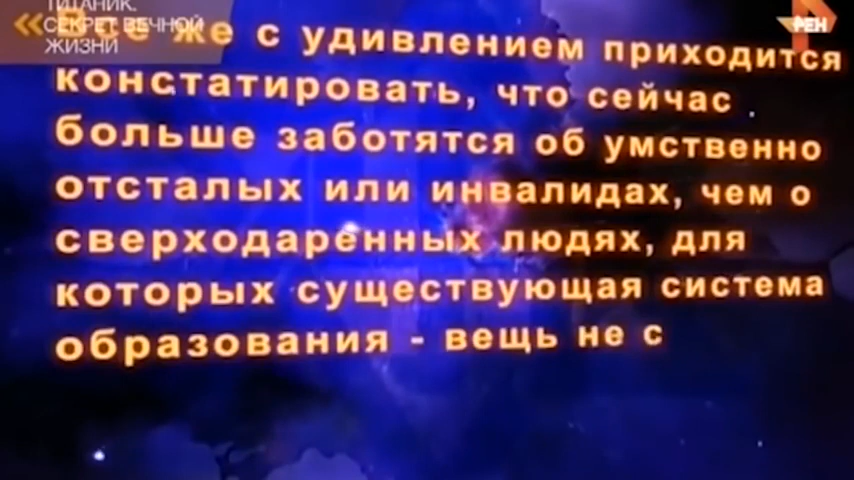 ТИТАНИК.
СЕКРЕТ ВЕЧНОЙ
ЖИЗНИ
РЕН
же с удивлением приходится
констатировать, что сейчас
больше заботятся об умственно
отсталых или инвалидах, чем о
сверходаренных людях, для
которых существующая система
образования - вещь не с